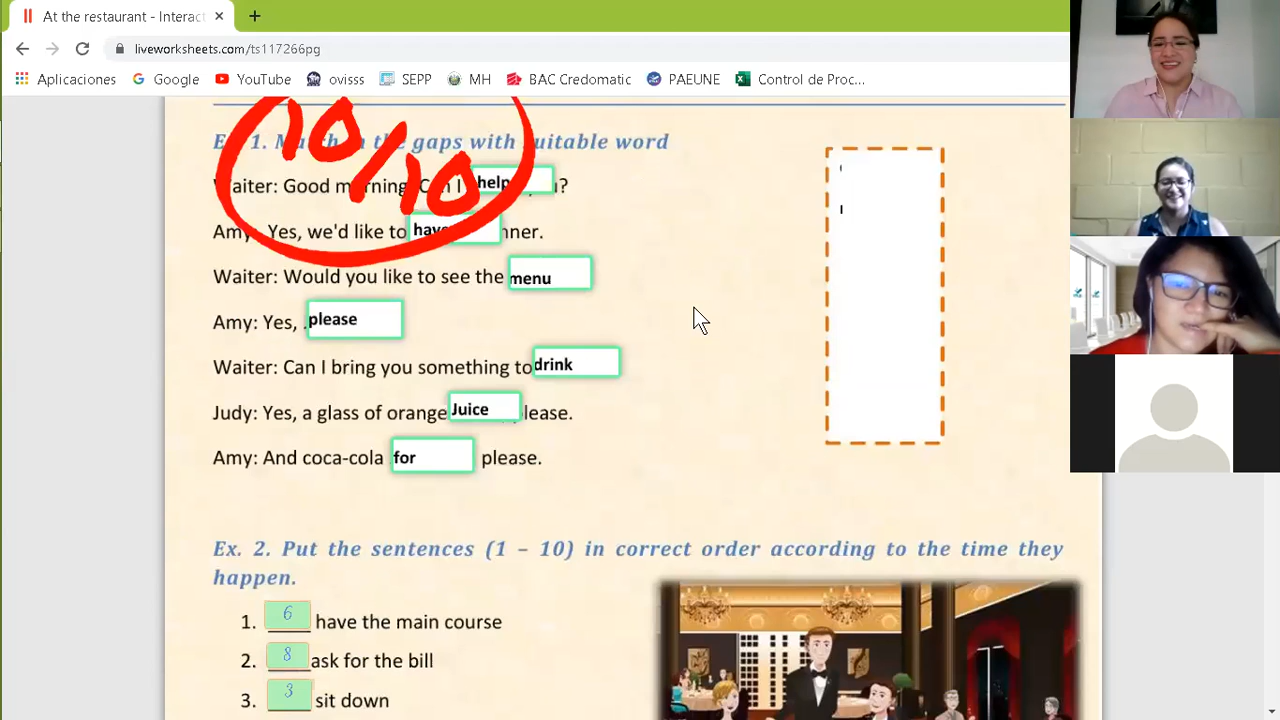 At the restaurant - Interact
liveworksheets.com/ts117266pg
Aplicaciones Google YouTube ovisss SEPP MH BAC Credomatic PAEUNE Control de Proc...
10/10
Ex 1. Match the gaps with suitable word
Waiter: Good morning. Can I help you?
Amy: Yes, we'd like to have nner.
Waiter: Would you like to see the menu
Amy: Yes, please
Waiter: Can I bring you something to drink
Judy: Yes, a glass of orange Juice please.
Amy: And coca-cola for please.
Ex. 2. Put the sentences (1 – 10) in correct order according to the time they
happen.
1. 6 have the main course
2. 8 ask for the bill
3. 3 sit down